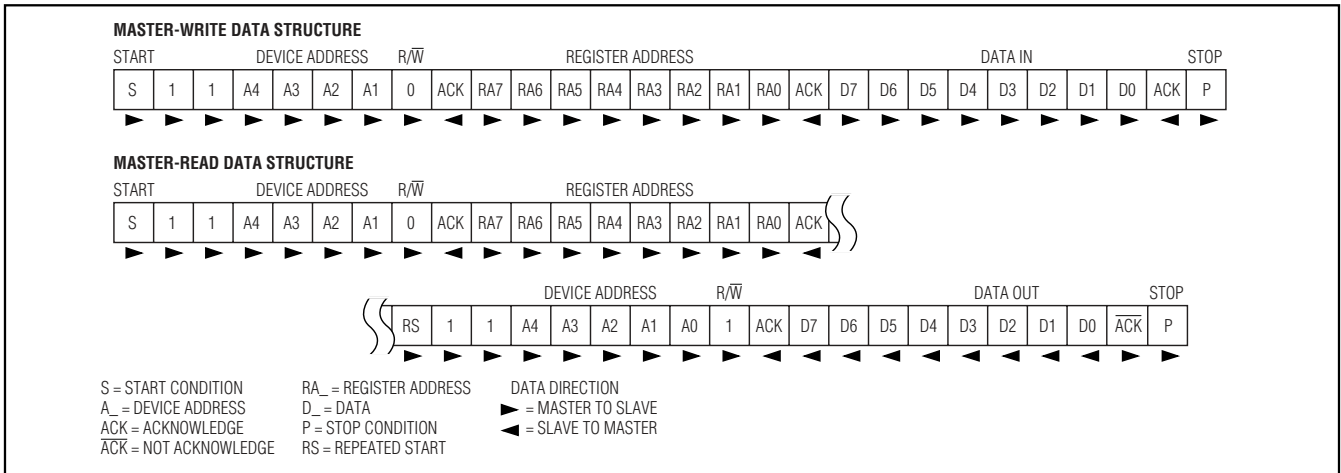 MASTER-WRITE DATA STRUCTURE
START DEVICE ADDRESS R/W̅ REGISTER ADDRESS DATA IN STOP
S 1 1 A4 A3 A2 A1 0 ACK RA7 RA6 RA5 RA4 RA3 RA2 RA1 RA0 ACK D7 D6 D5 D4 D3 D2 D1 D0 ACK P
MASTER-READ DATA STRUCTURE
START DEVICE ADDRESS R/W̅ REGISTER ADDRESS
S 1 1 A4 A3 A2 A1 0 ACK RA7 RA6 RA5 RA4 RA3 RA2 RA1 RA0 ACK
DEVICE ADDRESS R/W̅ DATA OUT STOP
RS 1 1 A4 A3 A2 A1 A0 1 ACK D7 D6 D5 D4 D3 D2 D1 D0 A̅C̅K̅ P
S = START CONDITION RA_ = REGISTER ADDRESS DATA DIRECTION
A_ = DEVICE ADDRESS D_ = DATA ► = MASTER TO SLAVE
ACK = ACKNOWLEDGE P = STOP CONDITION ◄ = SLAVE TO MASTER
A̅C̅K̅ = NOT ACKNOWLEDGE RS = REPEATED START